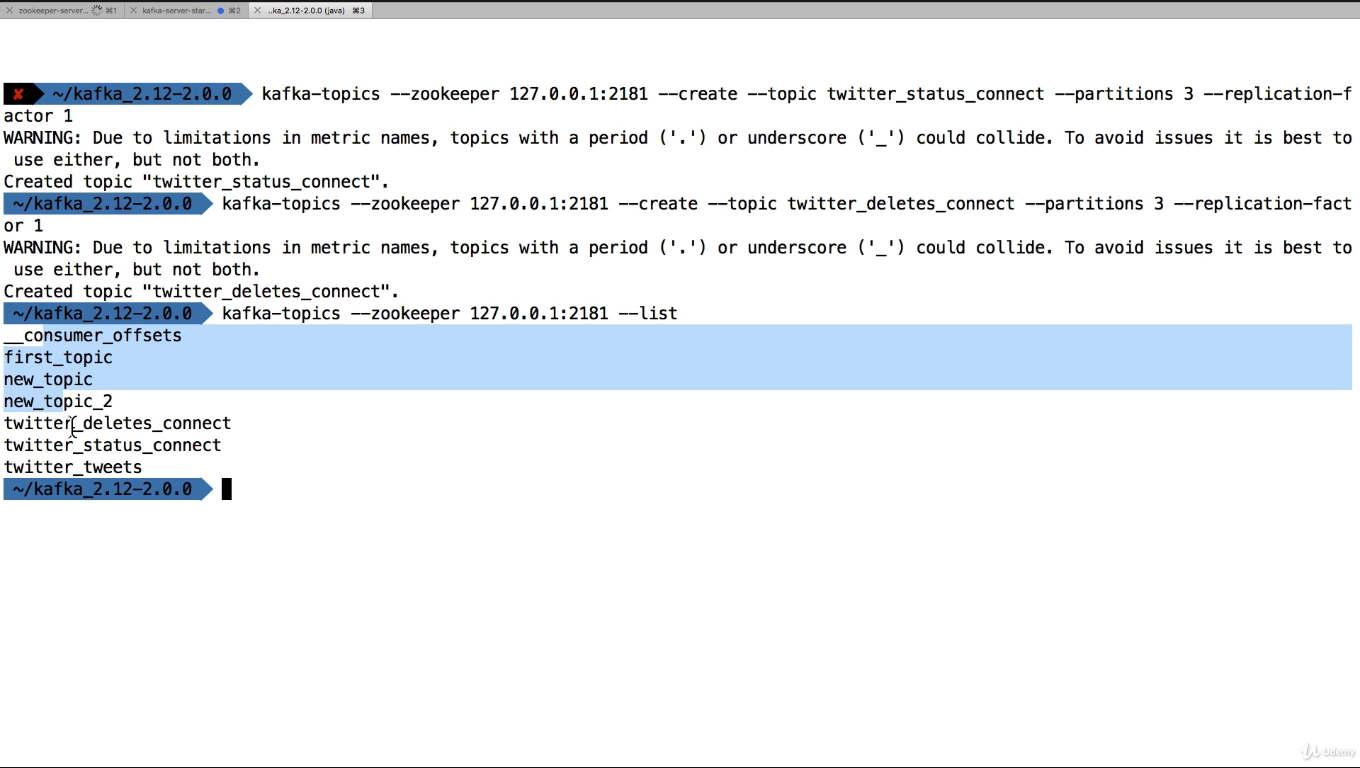 zookeeper-server... ⌘1 kafka-server-star... ⌘2 ..ka_2.12-2.0.0 (java) ⌘3
✘ ~/kafka_2.12-2.0.0 kafka-topics --zookeeper 127.0.0.1:2181 --create --topic twitter_status_connect --partitions 3 --replication-f
actor 1
WARNING: Due to limitations in metric names, topics with a period ('.') or underscore ('_') could collide. To avoid issues it is best to
 use either, but not both.
Created topic "twitter_status_connect".
~/kafka_2.12-2.0.0 kafka-topics --zookeeper 127.0.0.1:2181 --create --topic twitter_deletes_connect --partitions 3 --replication-fact
or 1
WARNING: Due to limitations in metric names, topics with a period ('.') or underscore ('_') could collide. To avoid issues it is best to
 use either, but not both.
Created topic "twitter_deletes_connect".
~/kafka_2.12-2.0.0 kafka-topics --zookeeper 127.0.0.1:2181 --list
__consumer_offsets
first_topic
new_topic
new_topic_2
twitter_deletes_connect
twitter_status_connect
twitter_tweets
~/kafka_2.12-2.0.0
Udemy